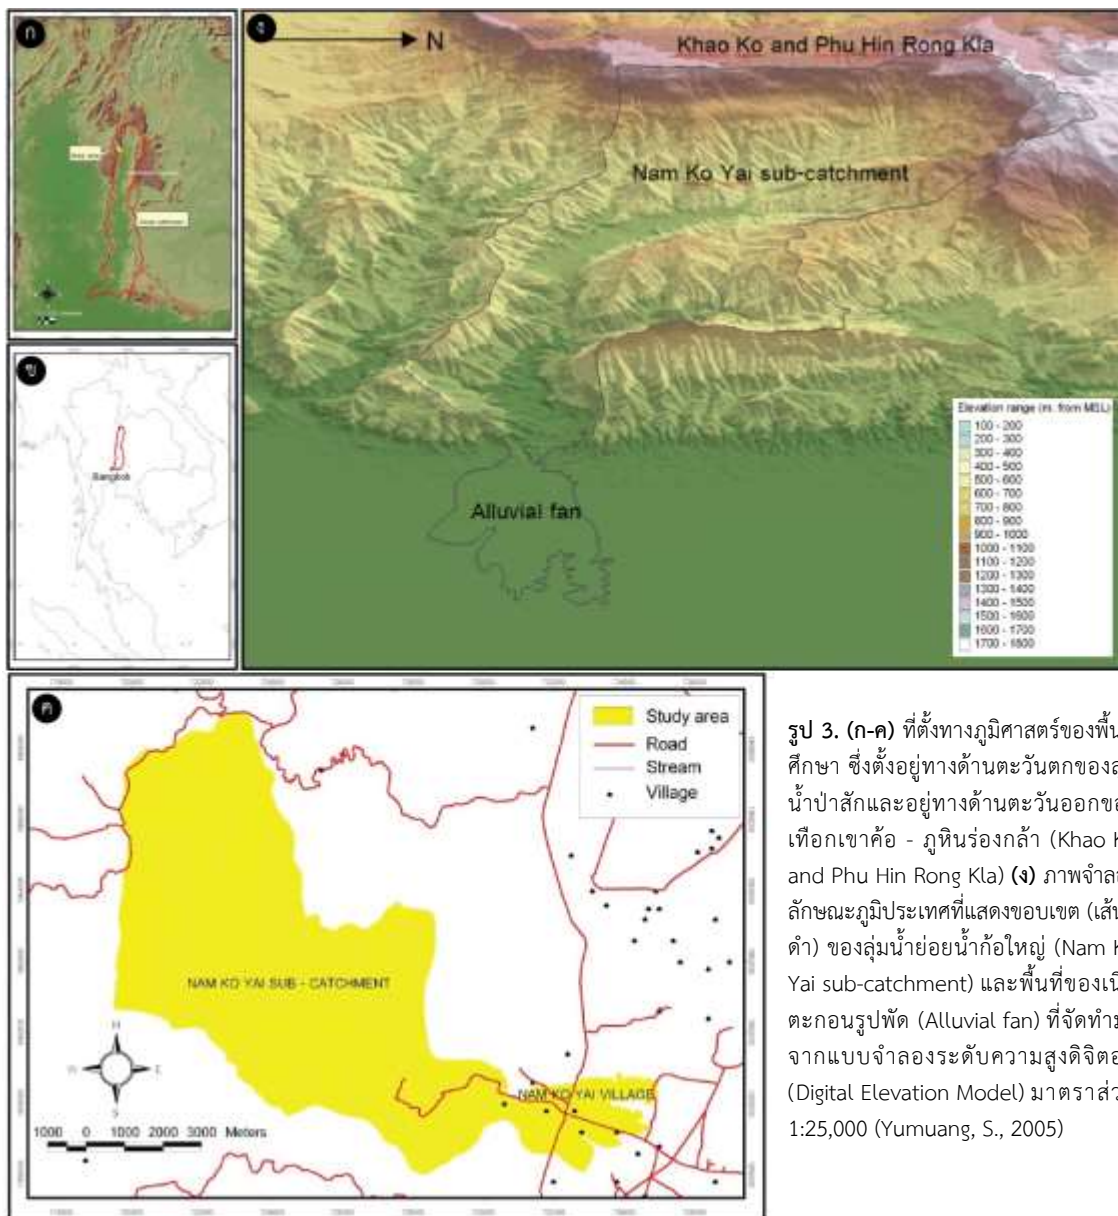 ก
ง
N
Khao Ko and Phu Hin Rong Kla
Nam Ko Yai sub-catchment
Alluvial fan
Elevation range (m. from MSL)
100 - 200
200 - 300
300 - 400
400 - 500
500 - 600
600 - 700
700 - 800
800 - 900
900 - 1000
1000 - 1100
1100 - 1200
1200 - 1300
1300 - 1400
1400 - 1500
1500 - 1600
1600 - 1700
1700 - 1800
ข
Bangkok
ค
Study area
Road
Stream
Village
NAM KO YAI SUB - CATCHMENT
NAM KO YAI VILLAGE
N
W
E
S
1000 0 1000 2000 3000 Meters
รูป 3. (ก-ค) ที่ตั้งทางภูมิศาสตร์ของพื้น
ศึกษา ซึ่งตั้งอยู่ทางด้านตะวันตกของล
น้ำป่าสักและอยู่ทางด้านตะวันออกขอ
เทือกเขาค้อ - ภูหินร่องกล้า (Khao K
and Phu Hin Rong Kla) (ง) ภาพจำล
ลักษณะภูมิประเทศที่แสดงขอบเขต (เส้น
ดำ) ของลุ่มน้ำย่อยน้ำก้อใหญ่ (Nam K
Yai sub-catchment) และพื้นที่ของเนิ
ตะกอนรูปพัด (Alluvial fan) ที่จัดทำม
จากแบบจำลองระดับความสูงดิจิตอ
(Digital Elevation Model) มาตราส่ว
1:25,000 (Yumuang, S., 2005)